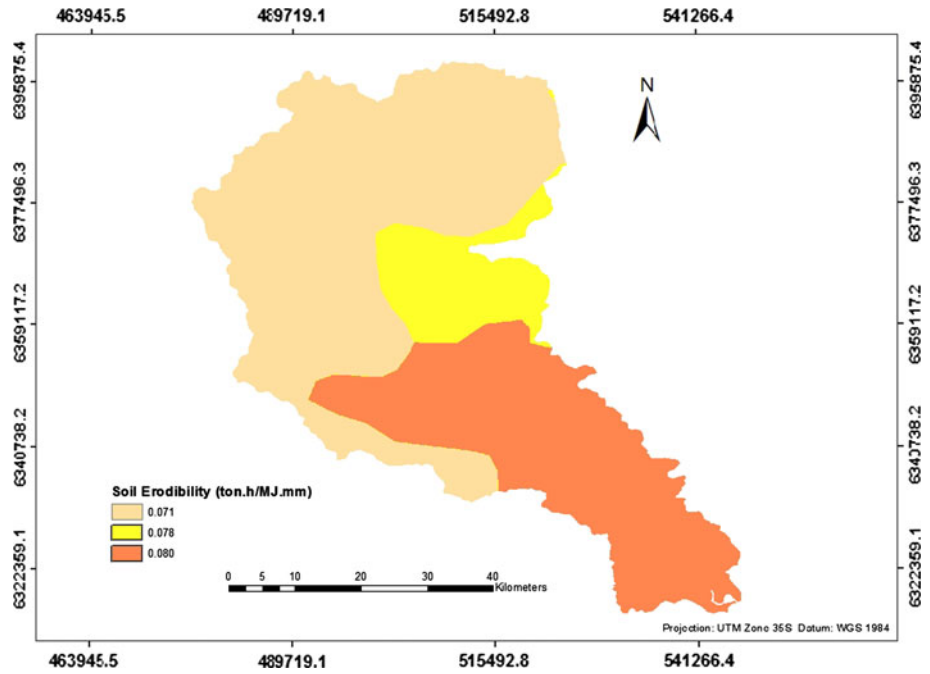 463945.5 489719.1 515492.8 541266.4
6395875.4 6395875.4
N
6377496.3 6377496.3
6359117.2 6359117.2
6340738.2 6340738.2
Soil Erodibility (ton.h/MJ.mm)
0.071
0.078
0.080
6322359.1 6322359.1
0 5 10 20 30 40
Kilometers
Projection: UTM Zone 36S Datum: WGS 1984
463945.5 489719.1 515492.8 541266.4